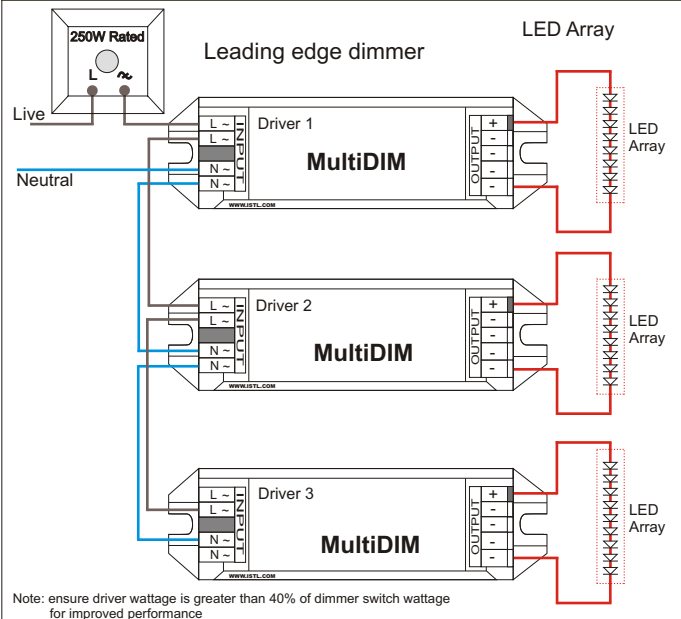 LED Array
250W Rated
Leading edge dimmer
L ~
Live
Neutral
L ~
L ~
N ~
N ~
INPUT
Driver 1
MultiDIM
WWW.ISTL.COM
OUTPUT
+
-
-
-
-
LED
Array
L ~
L ~
N ~
N ~
INPUT
Driver 2
MultiDIM
WWW.ISTL.COM
OUTPUT
+
-
-
-
-
LED
Array
L ~
L ~
N ~
N ~
INPUT
Driver 3
MultiDIM
WWW.ISTL.COM
OUTPUT
+
-
-
-
-
LED
Array
Note: ensure driver wattage is greater than 40% of dimmer switch wattage
for improved performance